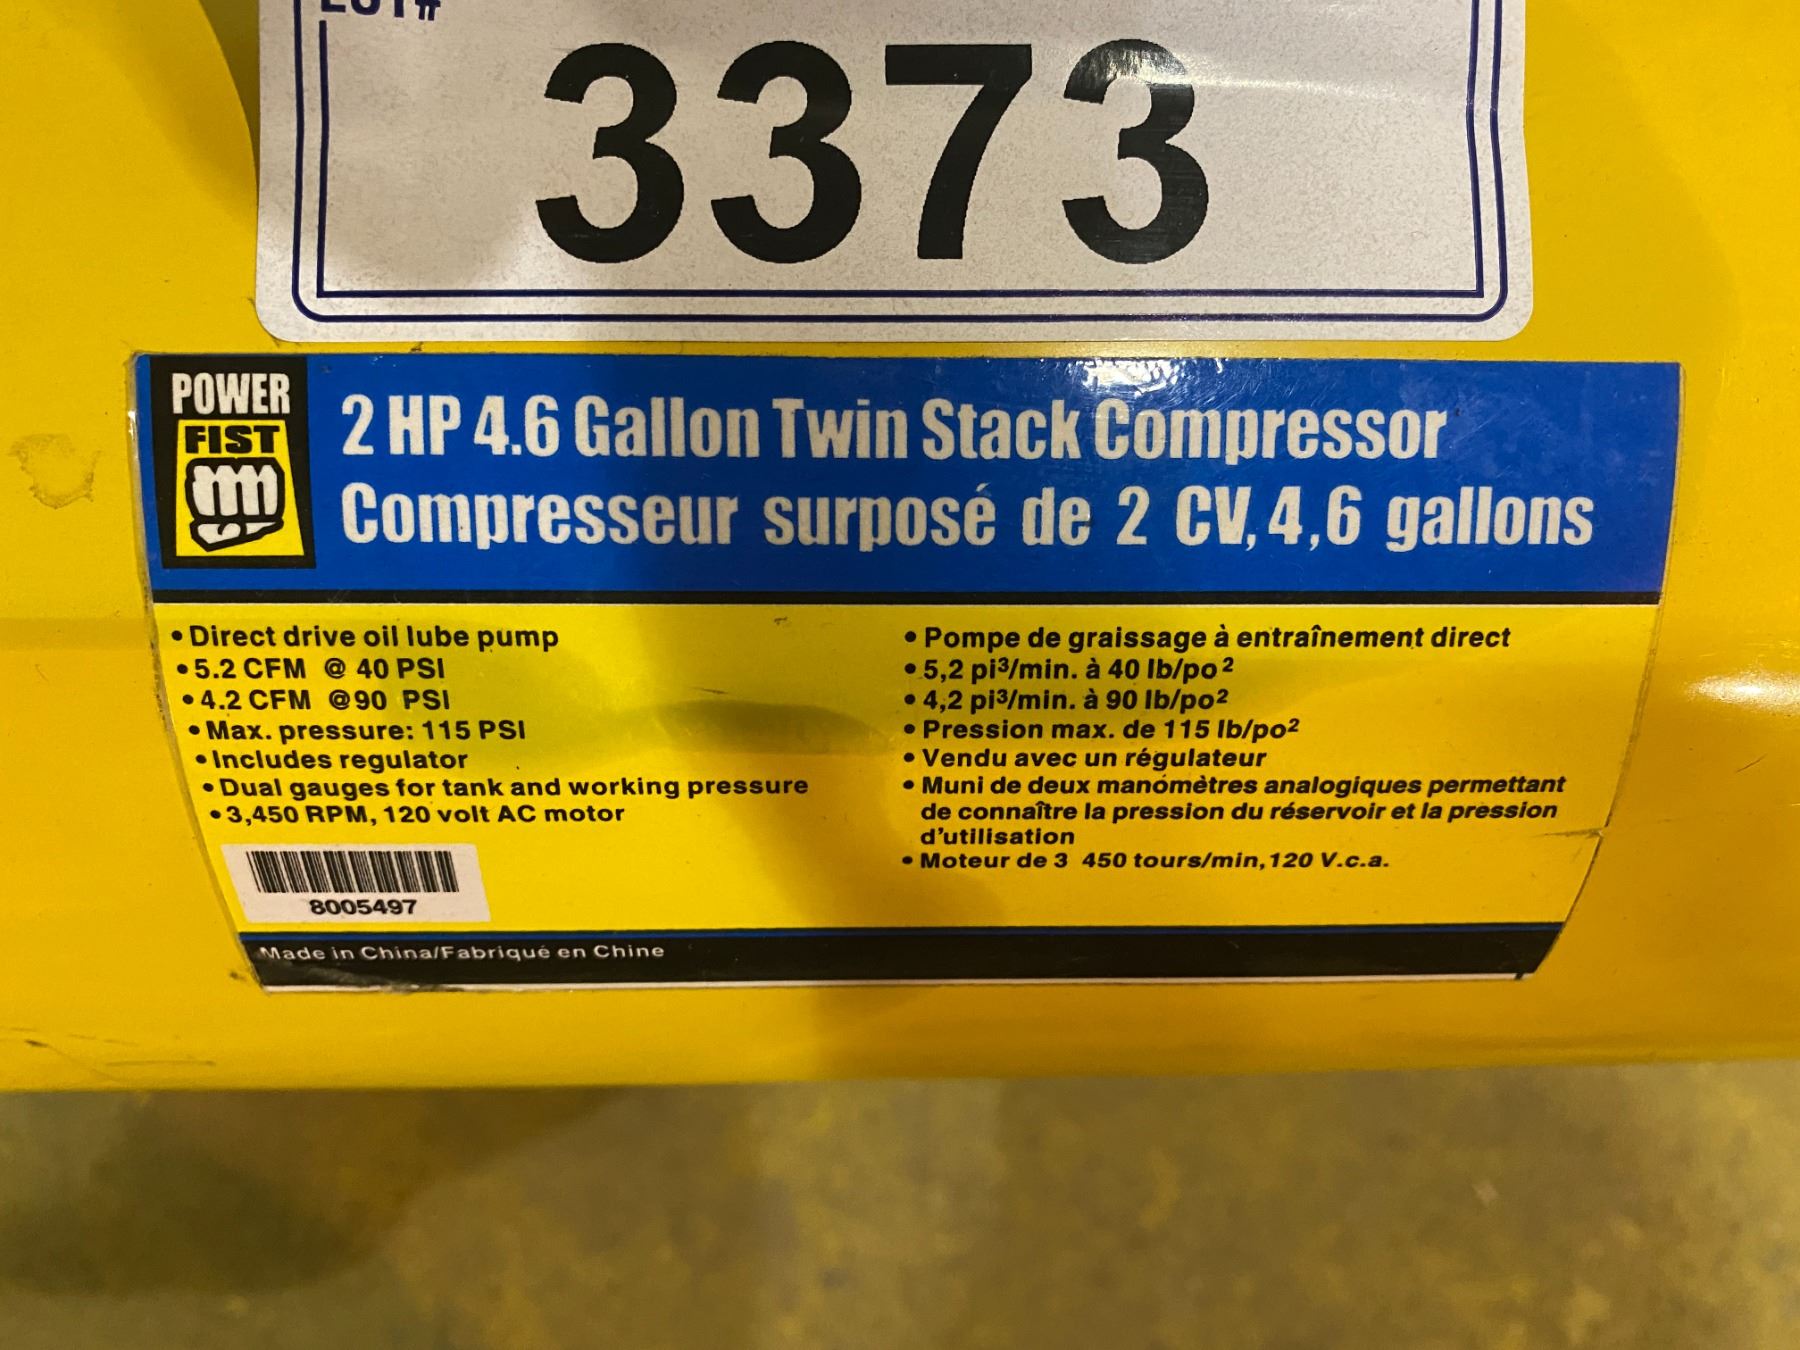 LOT#
3373
POWER
FIST
2 HP 4.6 Gallon Twin Stack Compressor
Compresseur surposé de 2 CV, 4,6 gallons
• Direct drive oil lube pump
• 5.2 CFM @ 40 PSI
• 4.2 CFM @90 PSI
• Max. pressure: 115 PSI
• Includes regulator
• Dual gauges for tank and working pressure
• 3,450 RPM, 120 volt AC motor
8005497
• Pompe de graissage à entraînement direct
• 5,2 pi³/min. à 40 lb/po²
• 4,2 pi³/min. à 90 lb/po²
• Pression max. de 115 lb/po²
• Vendu avec un régulateur
• Muni de deux manómètres analogiques permettant
de connaître la pression du réservoir et la pression
d'utilisation
• Moteur de 3 450 tours/min, 120 V.c.a.
Made in China/Fabriqué en Chine